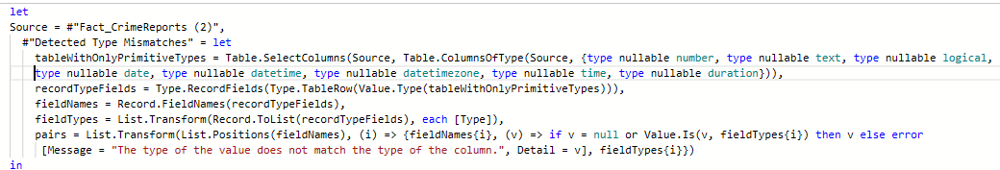 let
Source = #"Fact_CrimeReports (2)",
#"Detected Type Mismatches" = let
tableWithOnlyPrimitiveTypes = Table.SelectColumns(Source, Table.ColumnsOfType(Source, {type nullable number, type nullable text, type nullable logical,
type nullable date, type nullable datetime, type nullable datetimezone, type nullable time, type nullable duration})),
recordTypeFields = Type.RecordFields(Type.TableRow(Value.Type(tableWithOnlyPrimitiveTypes))),
fieldNames = Record.FieldNames(recordTypeFields),
fieldTypes = List.Transform(Record.ToList(recordTypeFields), each [Type]),
pairs = List.Transform(List.Positions(fieldNames), (i) => {fieldNames{i}, (v) => if v = null or Value.Is(v, fieldTypes{i}) then v else error
[Message = "The type of the value does not match the type of the column.", Detail = v], fieldTypes{i}})
in